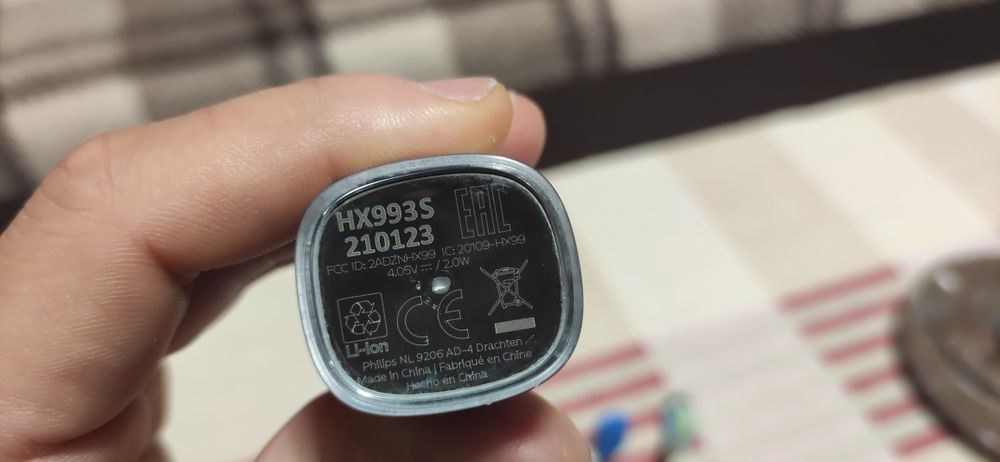 HX993S
210123
EAC
FCC ID: 2ADZNHX99 IC: 20109-HX99
4.05V ⎓ / 2.0W
Li-Ion
CE
Philips NL 9206 AD-4 Drachten
Made in China | Fabriqué en Chine
Hecho en China